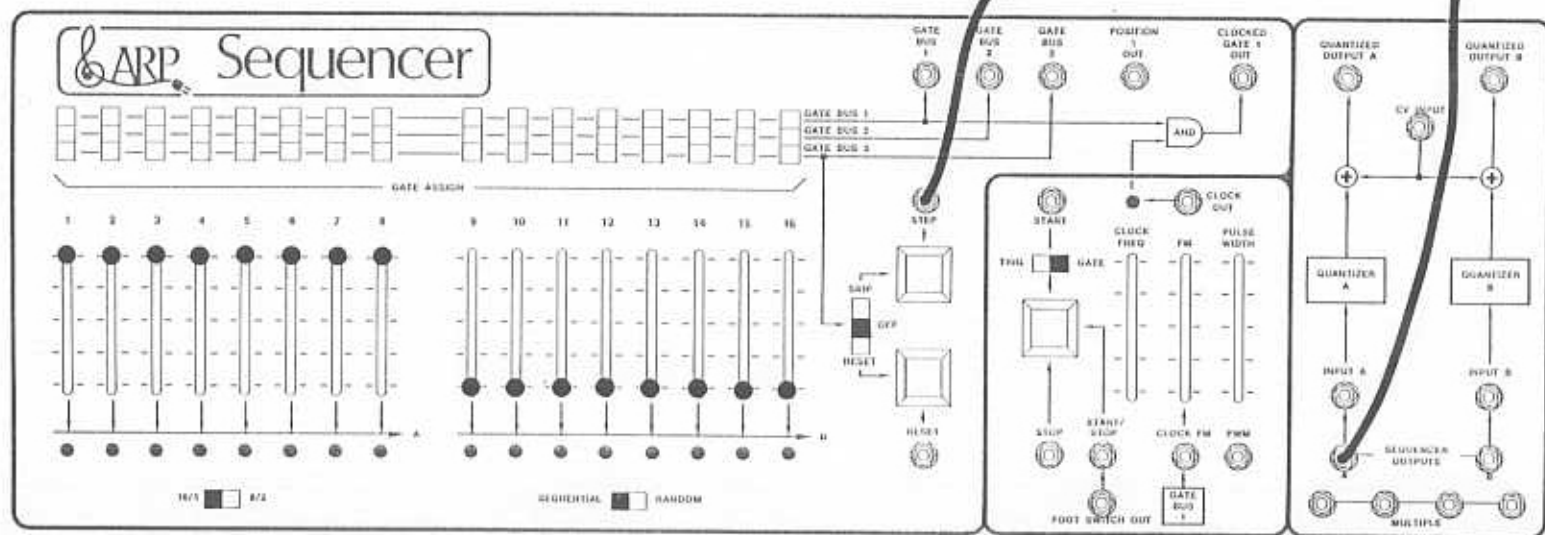 ARP Sequencer
GATE BUS 1
GATE BUS 2
GATE BUS 3
POSITION 1 OUT
CLOCKED GATE 1 OUT
QUANTIZED OUTPUT A
QUANTIZED OUTPUT B
CV INPUT
GATE BUS 1
GATE BUS 2
GATE BUS 3
AND
GATE ASSIGN
1 2 3 4 5 6 7 8 9 10 11 12 13 14 15 16
STEP
START
CLOCK OUT
CLOCK FREQ
FM
PULSE WIDTH
TRIG GATE
QUANTIZER A
QUANTIZER B
SKIP
OFF
RESET
INPUT A
INPUT B
A
B
RESET
STOP
START/STOP
CLOCK FM
PWM
SEQUENCER OUTPUTS
A
B
16/1 8/2
SEQUENTIAL RANDOM
GATE BUS 1
FOOT SWITCH OUT
MULTIPLE